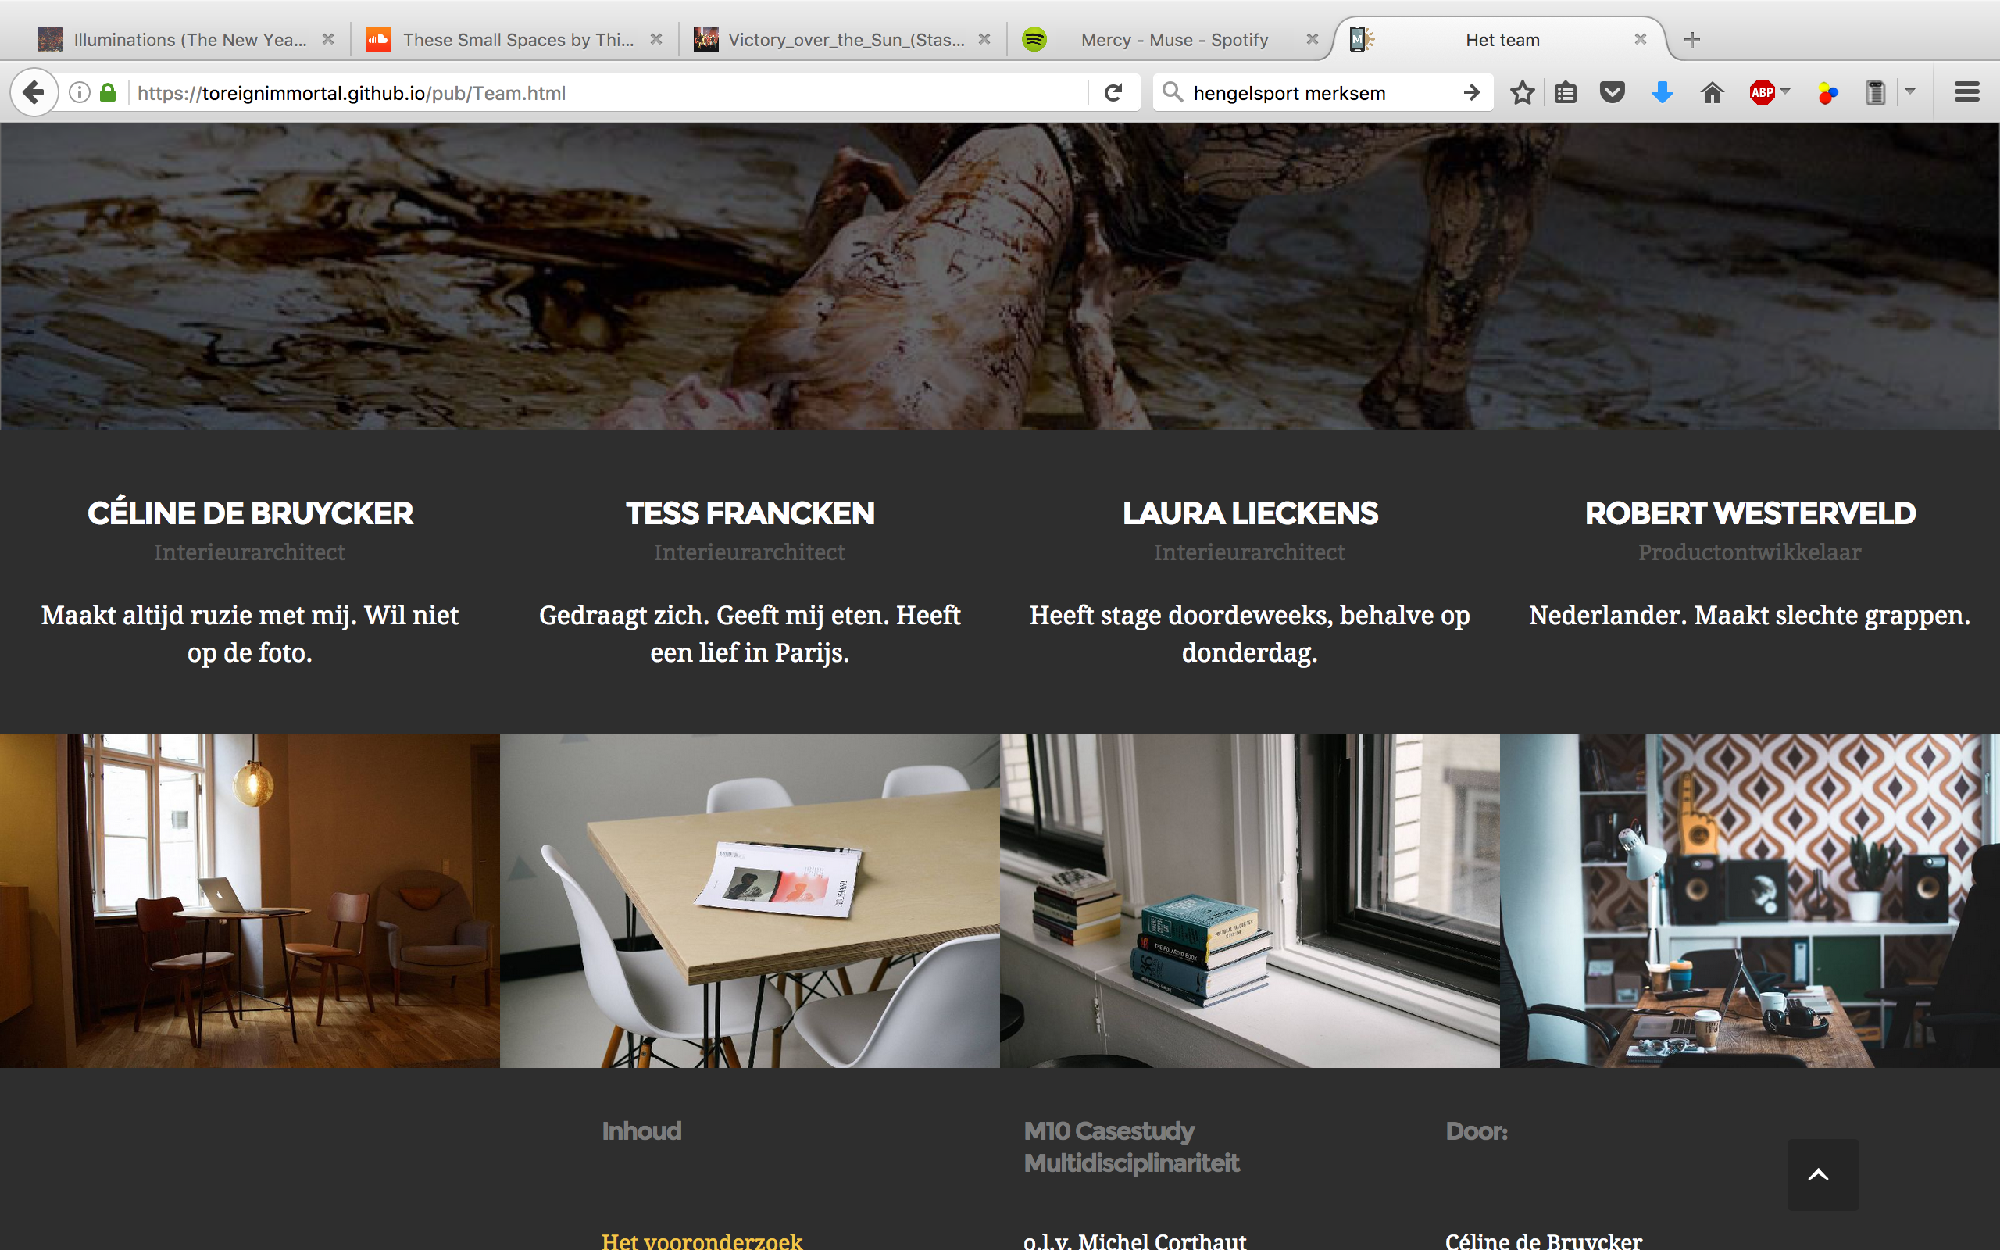 Illuminations (The New Yea...
These Small Spaces by Thi...
Victory_over_the_Sun_(Stas...
Mercy - Muse - Spotify
Het team
https://toreignimmortal.github.io/pub/Team.html
hengelsport merksem
ABP
CÉLINE DE BRUYCKER
Interieurarchitect
Maakt altijd ruzie met mij. Wil niet
op de foto.
TESS FRANCKEN
Interieurarchitect
Gedraagt zich. Geeft mij eten. Heeft
een lief in Parijs.
LAURA LIECKENS
Interieurarchitect
Heeft stage doordeweeks, behalve op
donderdag.
ROBERT WESTERVELD
Productontwikkelaar
Nederlander. Maakt slechte grappen.
Inhoud
Het vooronderzoek
M10 Casestudy
Multidisciplinariteit
o.l.v. Michel Corthaut
Door:
Céline de Bruycker